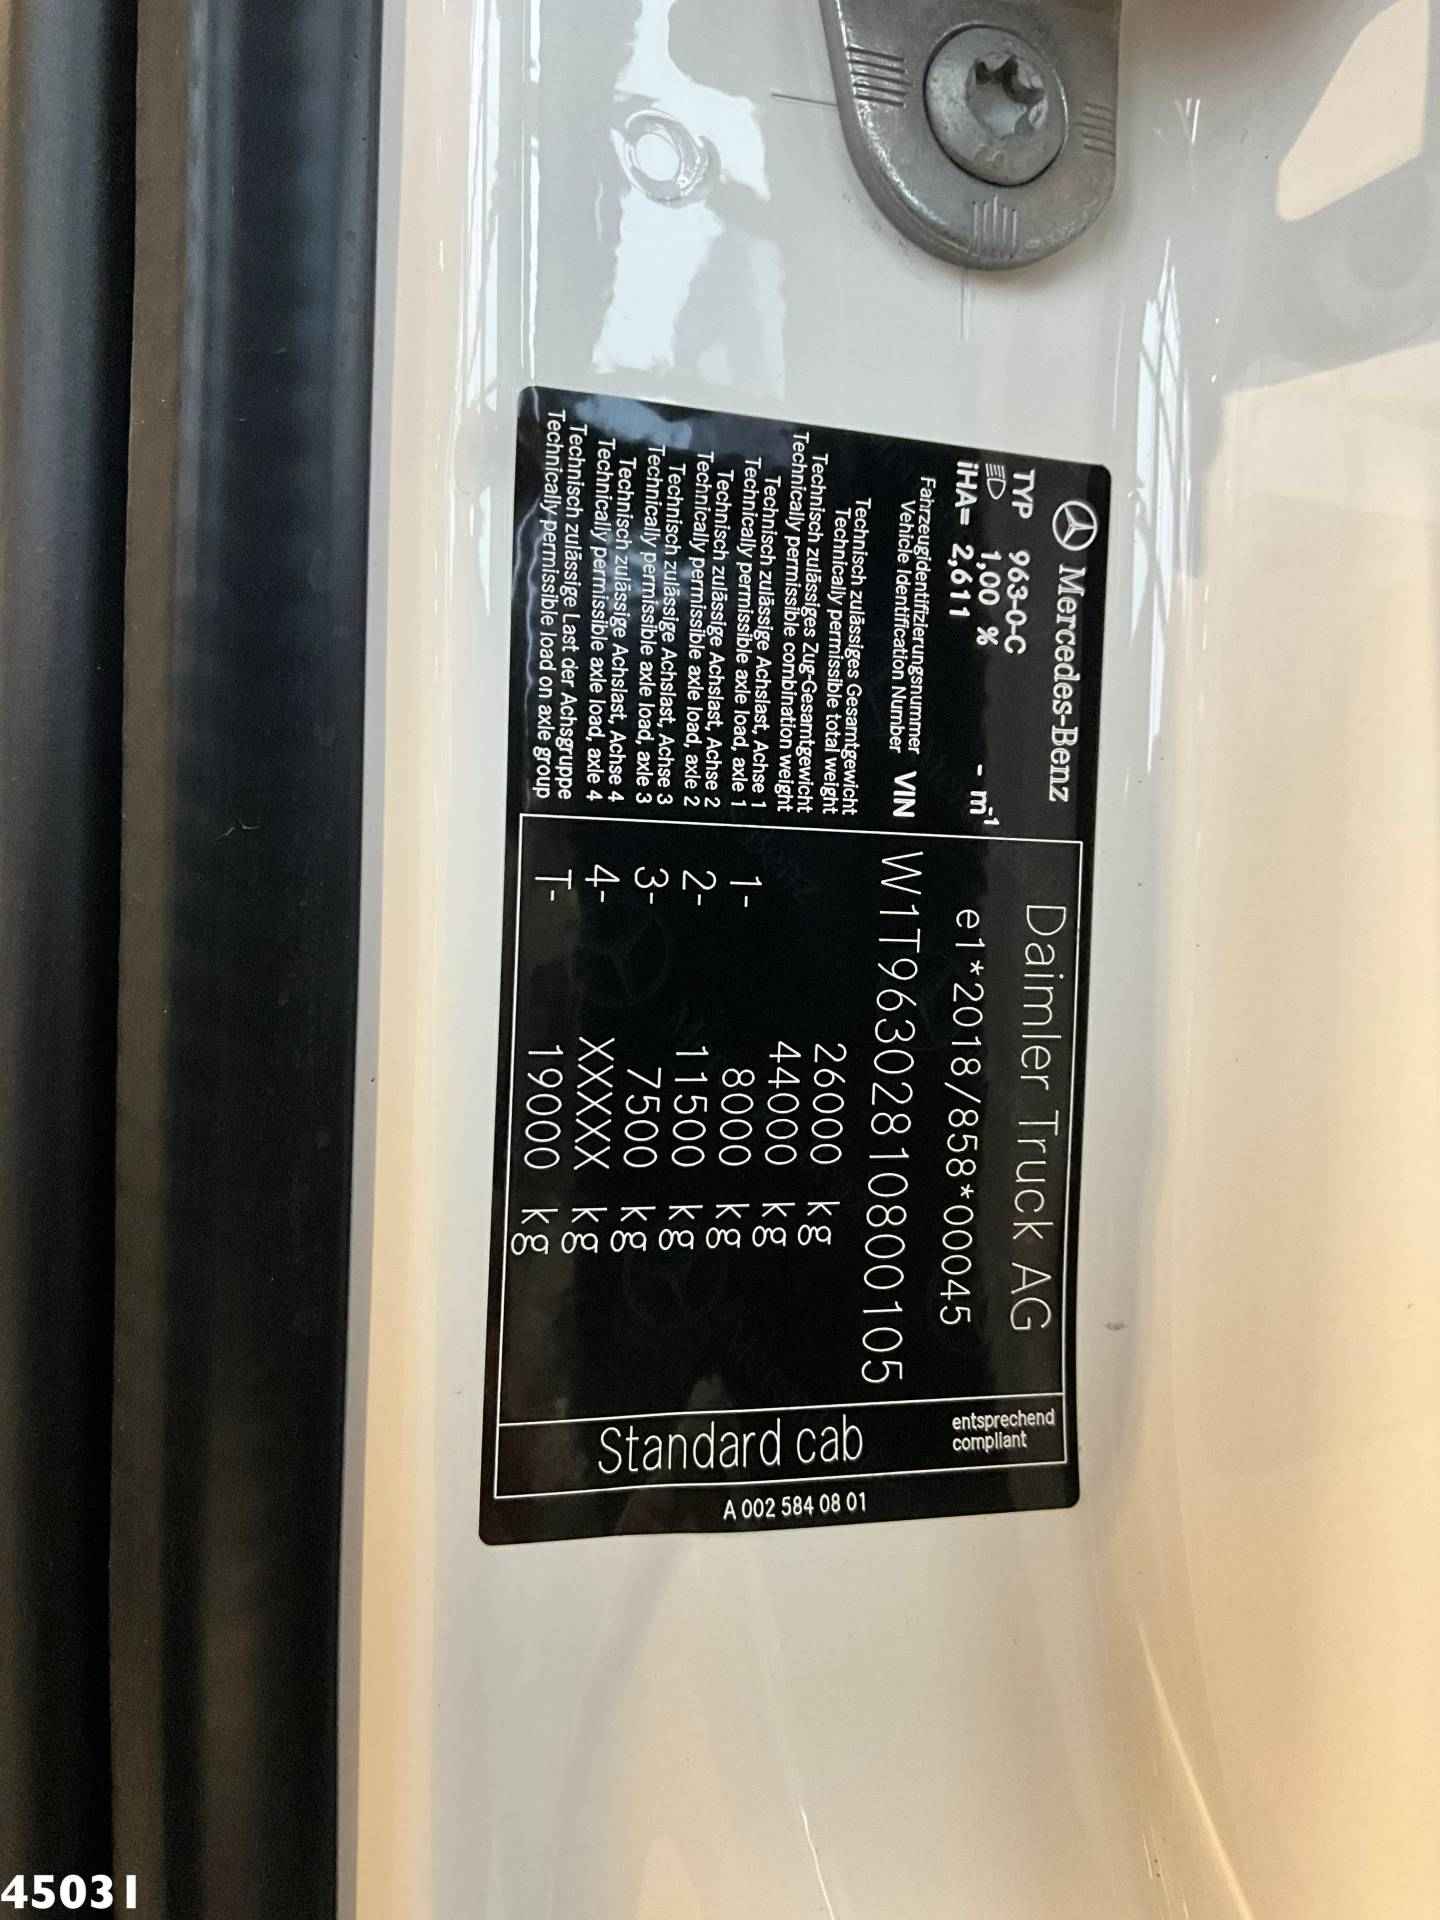 Mercedes-Benz
Daimler Truck AG
entsprechend
compliant
TYP 963-0-C
1,00 % - m-1
e1*2018/858*00045
iHA= 2,611
Fahrzeugidentifizierungsnummer
Vehicle Identification Number VIN W1T96302810800105
Technisch zulässiges Gesamtgewicht
Technically permissible total weight 26000 kg
Technisch zulässiges Zug-Gesamtgewicht
Technically permissible combination weight 44000 kg
Technisch zulässige Achslast, Achse 1
Technically permissible axle load, axle 1 1- 8000 kg
Technisch zulässige Achslast, Achse 2
Technically permissible axle load, axle 2 2- 11500 kg
Technisch zulässige Achslast, Achse 3
Technically permissible axle load, axle 3 3- 7500 kg
Technisch zulässige Achslast, Achse 4
Technically permissible axle load, axle 4 4- XXXXX kg
Technisch zulässige Last der Achsgruppe
Technically permissible load on axle group T- 19000 kg
Standard cab
A 002 584 08 01
45031